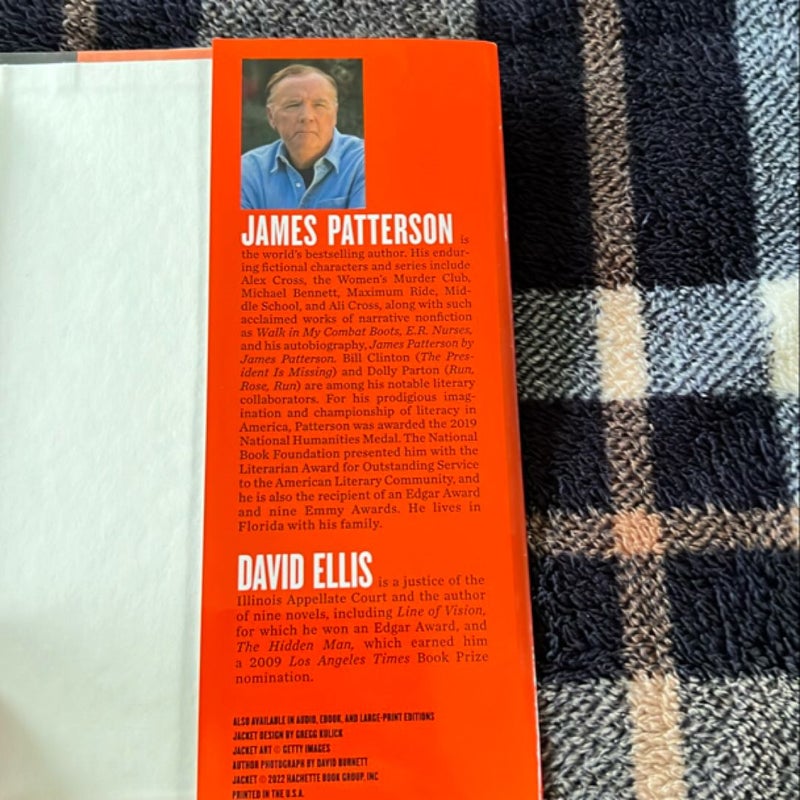 JAMES PATTERSON is
the world's bestselling author. His endur-
ing fictional characters and series include
Alex Cross, the Women's Murder Club,
Michael Bennett, Maximum Ride, Mid-
dle School, and Ali Cross, along with such
acclaimed works of narrative nonfiction
as Walk in My Combat Boots, E.R. Nurses,
and his autobiography, James Patterson by
James Patterson. Bill Clinton (The Pres-
ident Is Missing) and Dolly Parton (Run,
Rose, Run) are among his notable literary
collaborators. For his prodigious imag-
ination and championship of literacy in
America, Patterson was awarded the 2019
National Humanities Medal. The National
Book Foundation presented him with the
Literarian Award for Outstanding Service
to the American Literary Community, and
he is also the recipient of an Edgar Award
and nine Emmy Awards. He lives in
Florida with his family.
DAVID ELLIS is a justice of the
Illinois Appellate Court and the author
of nine novels, including Line of Vision,
for which he won an Edgar Award, and
The Hidden Man, which earned him
a 2009 Los Angeles Times Book Prize
nomination.
ALSO AVAILABLE IN AUDIO, EBOOK, AND LARGE-PRINT EDITIONS
JACKET DESIGN BY GREGG KULICK
JACKET ART © GETTY IMAGES
AUTHOR PHOTOGRAPH BY DAVID BURNETT
JACKET © 2022 HACHETTE BOOK GROUP, INC
PRINTED IN THE U.S.A.